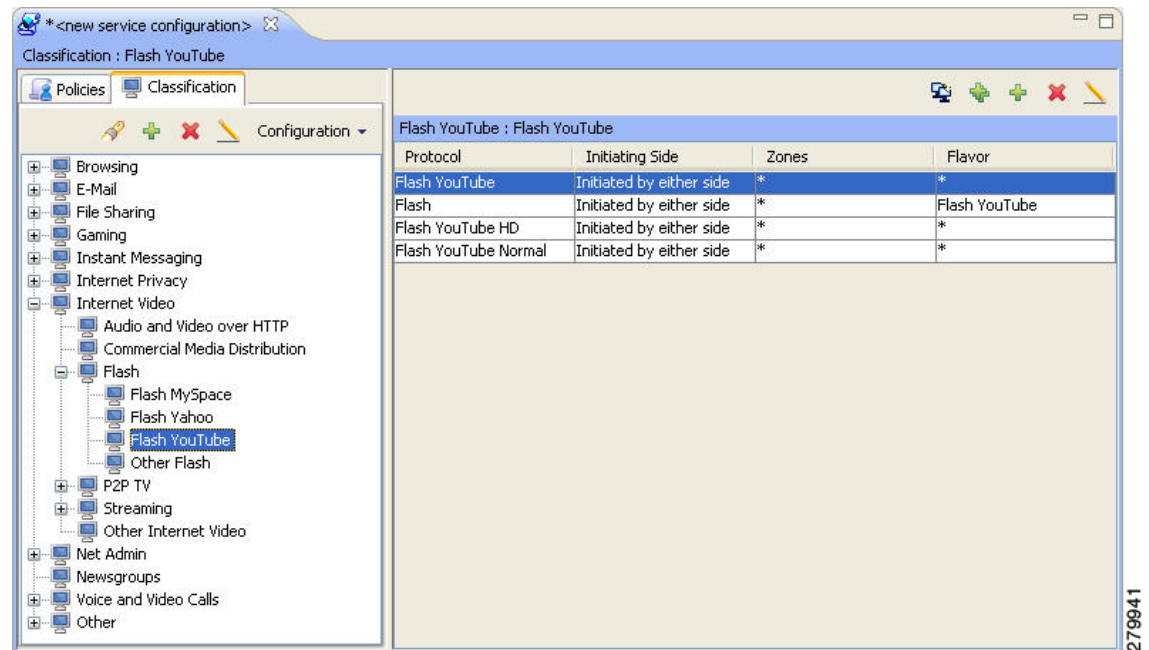 *<new service configuration>
Classification : Flash YouTube
Policies
Classification
Configuration
Browsing
E-Mail
File Sharing
Gaming
Instant Messaging
Internet Privacy
Internet Video
Audio and Video over HTTP
Commercial Media Distribution
Flash
Flash MySpace
Flash Yahoo
Flash YouTube
Other Flash
P2P TV
Streaming
Other Internet Video
Net Admin
Newsgroups
Voice and Video Calls
Other
Flash YouTube : Flash YouTube
Protocol Initiating Side Zones Flavor
Flash YouTube Initiated by either side * *
Flash Initiated by either side * Flash YouTube
Flash YouTube HD Initiated by either side * *
Flash YouTube Normal Initiated by either side * *
279941